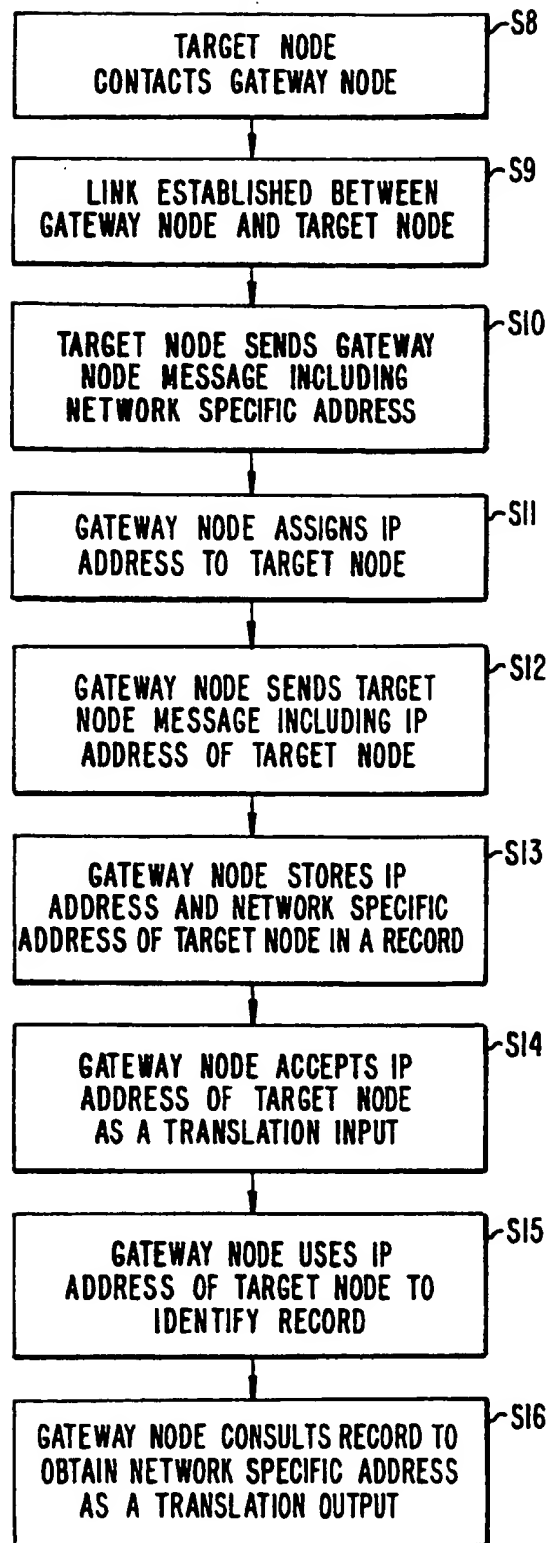 S8
TARGET NODE
CONTACTS GATEWAY NODE
S9
LINK ESTABLISHED BETWEEN
GATEWAY NODE AND TARGET NODE
S10
TARGET NODE SENDS GATEWAY
NODE MESSAGE INCLUDING
NETWORK SPECIFIC ADDRESS
S11
GATEWAY NODE ASSIGNS IP
ADDRESS TO TARGET NODE
S12
GATEWAY NODE SENDS TARGET
NODE MESSAGE INCLUDING IP
ADDRESS OF TARGET NODE
S13
GATEWAY NODE STORES IP
ADDRESS AND NETWORK SPECIFIC
ADDRESS OF TARGET NODE IN A RECORD
S14
GATEWAY NODE ACCEPTS IP
ADDRESS OF TARGET NODE
AS A TRANSLATION INPUT
S15
GATEWAY NODE USES IP
ADDRESS OF TARGET NODE TO
IDENTIFY RECORD
S16
GATEWAY NODE CONSULTS RECORD TO
OBTAIN NETWORK SPECIFIC ADDRESS
AS A TRANSLATION OUTPUT